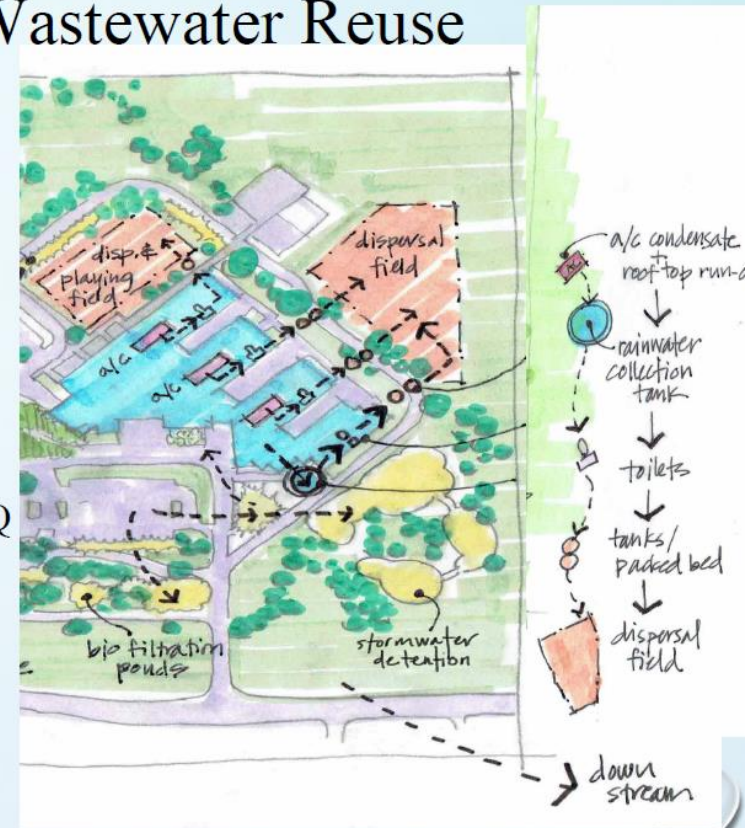 Wastewater Reuse
disp. &
playing
field
dispersal
field
a/c
a/c
Q
bio filtration
ponds
stormwater
detention
a/c condensate
+
roof top run-o
rainwater
collection
tank
toilets
tanks/
packed bed
dispersal
field
down
stream